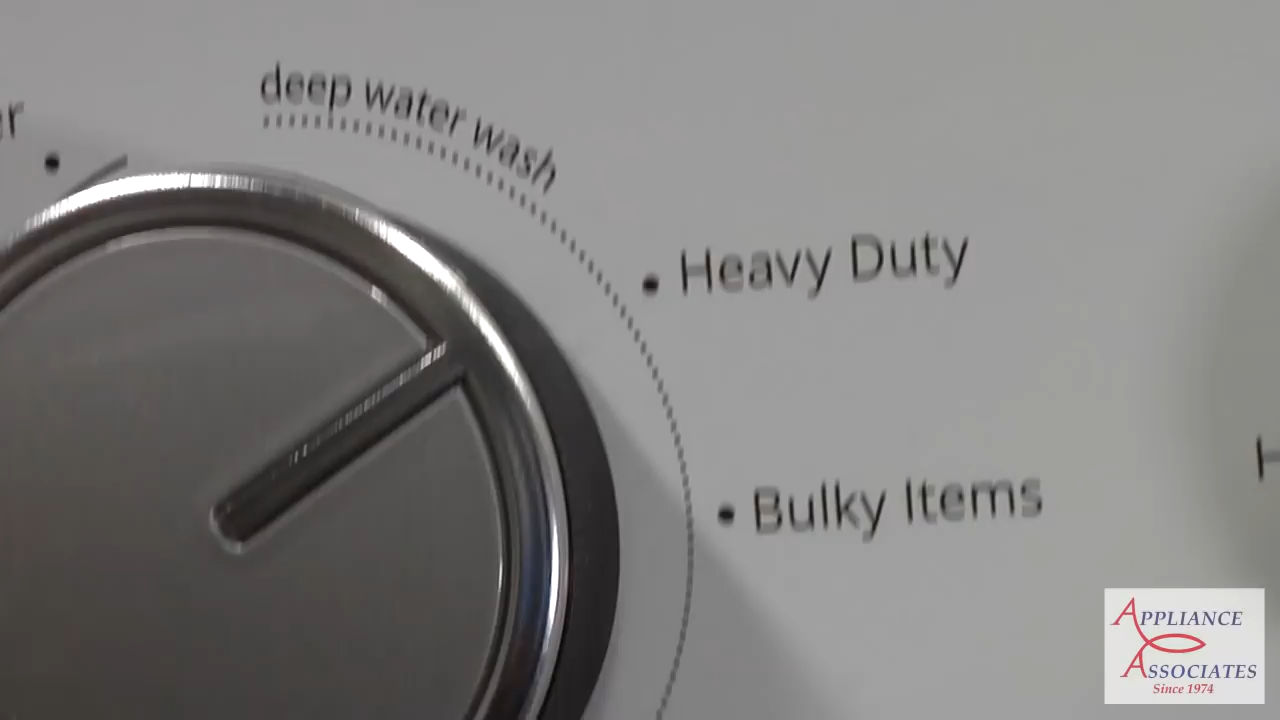 deep water wash
Heavy Duty
Bulky Items
APPLIANCE
ASSOCIATES
Since 1974